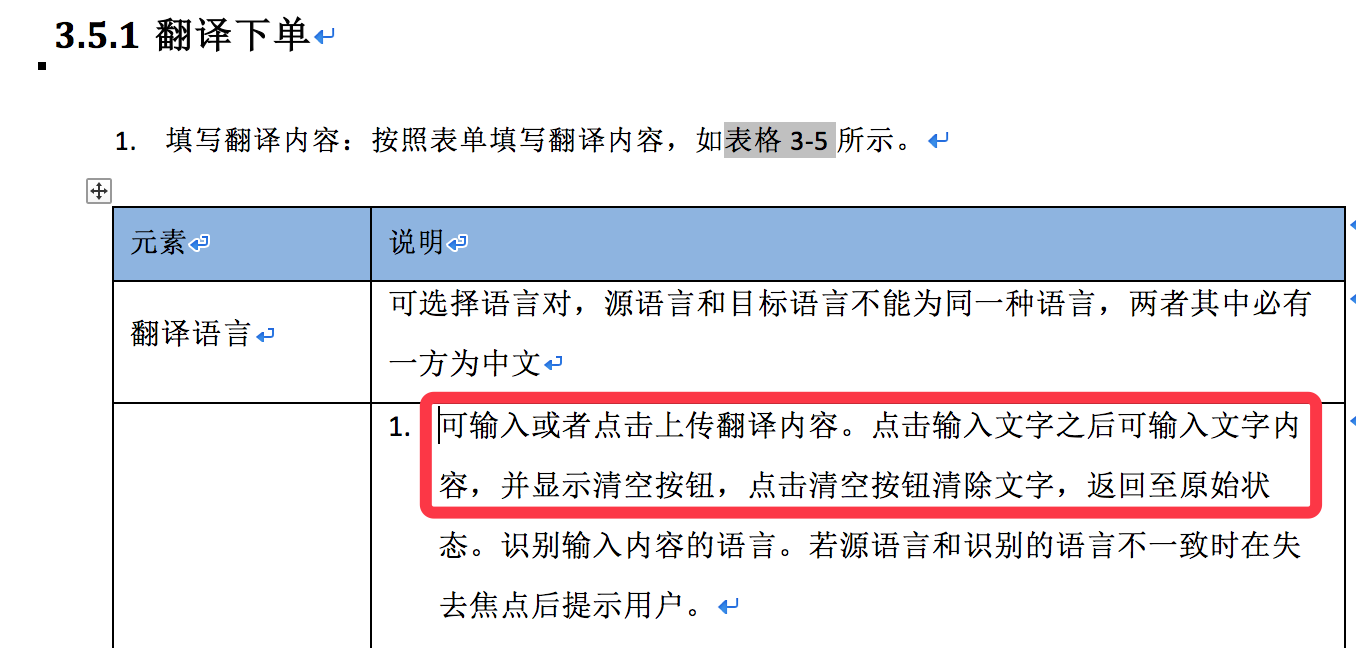 3.5.1 翻译下单
1. 填写翻译内容：按照表单填写翻译内容，如表格 3-5 所示。
元素 说明
可选择语言对，源语言和目标语言不能为同一种语言，两者其中必有
翻译语言
一方为中文
1. 可输入或者点击上传翻译内容。点击输入文字之后可输入文字内
容，并显示清空按钮，点击清空按钮清除文字，返回至原始状
态。识别输入内容的语言。若源语言和识别的语言不一致时在失
去焦点后提示用户。